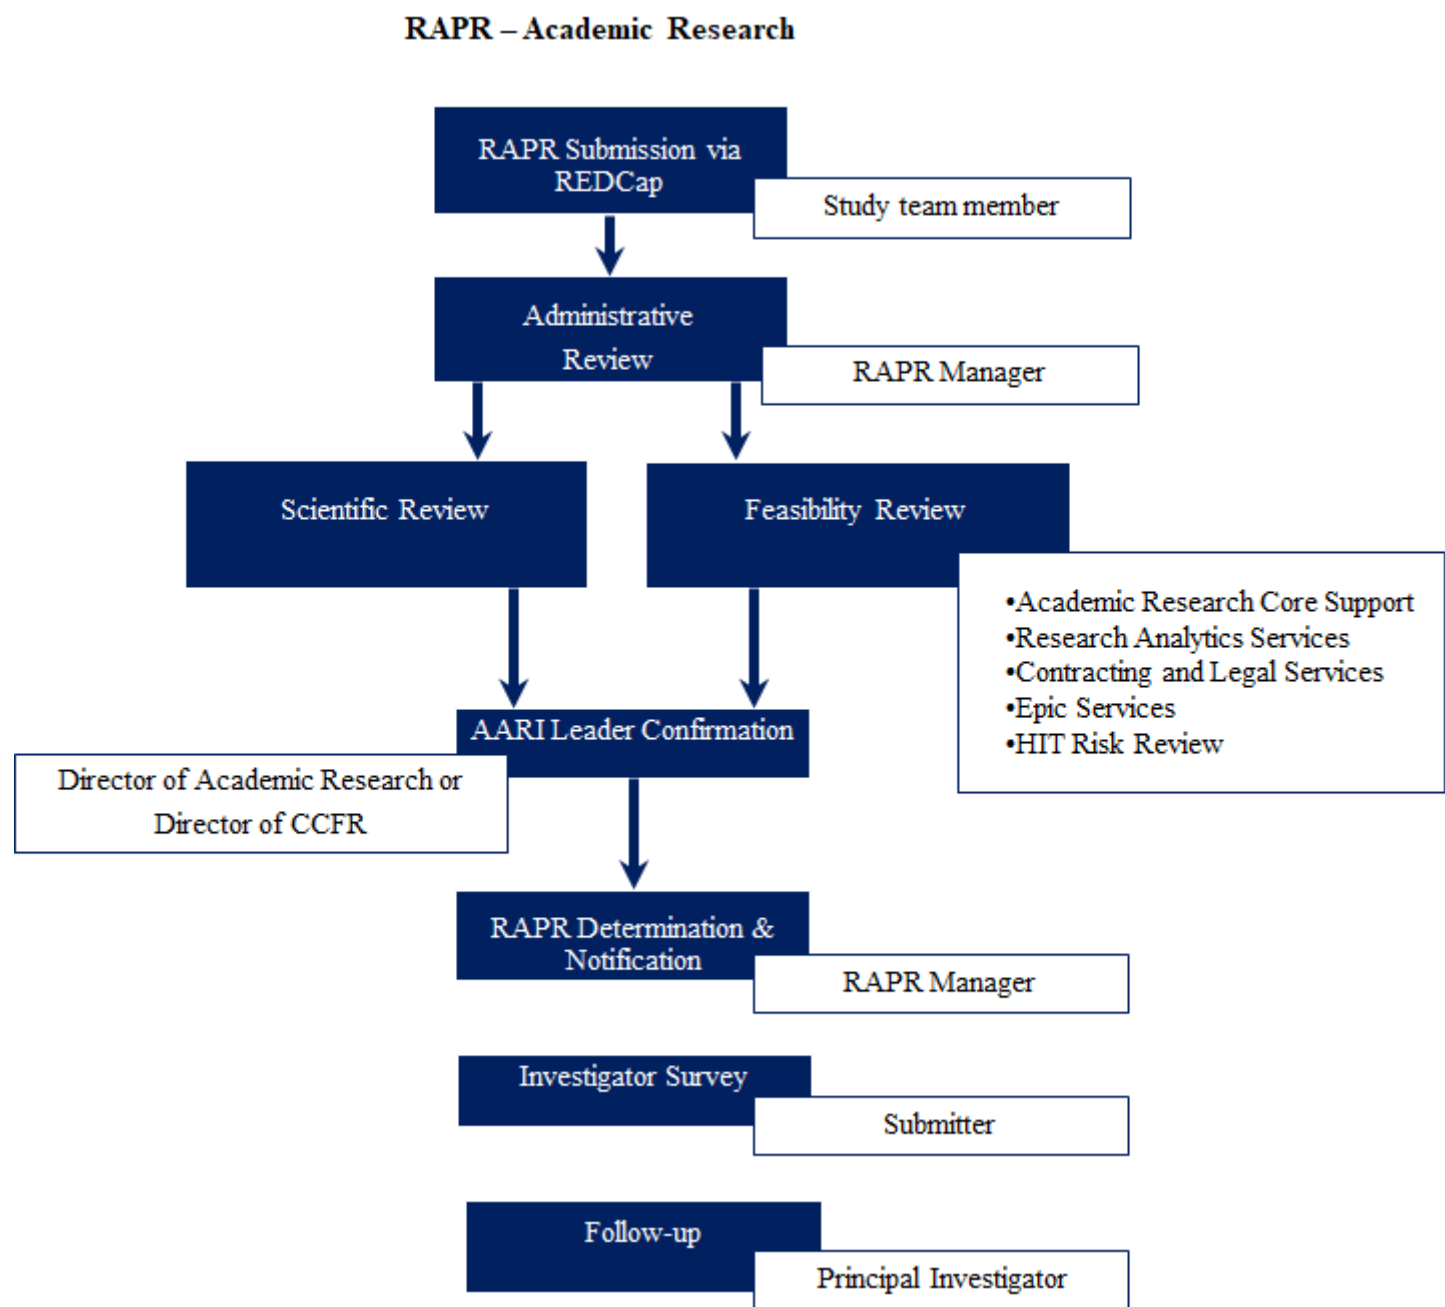 RAPR – Academic Research
RAPR Submission via
REDCap
Study team member
Administrative
Review
RAPR Manager
Scientific Review
Feasibility Review
•Academic Research Core Support
•Research Analytics Services
•Contracting and Legal Services
•Epic Services
•HIT Risk Review
AARI Leader Confirmation
Director of Academic Research or
Director of CCFR
RAPR Determination &
Notification
RAPR Manager
Investigator Survey
Submitter
Follow-up
Principal Investigator